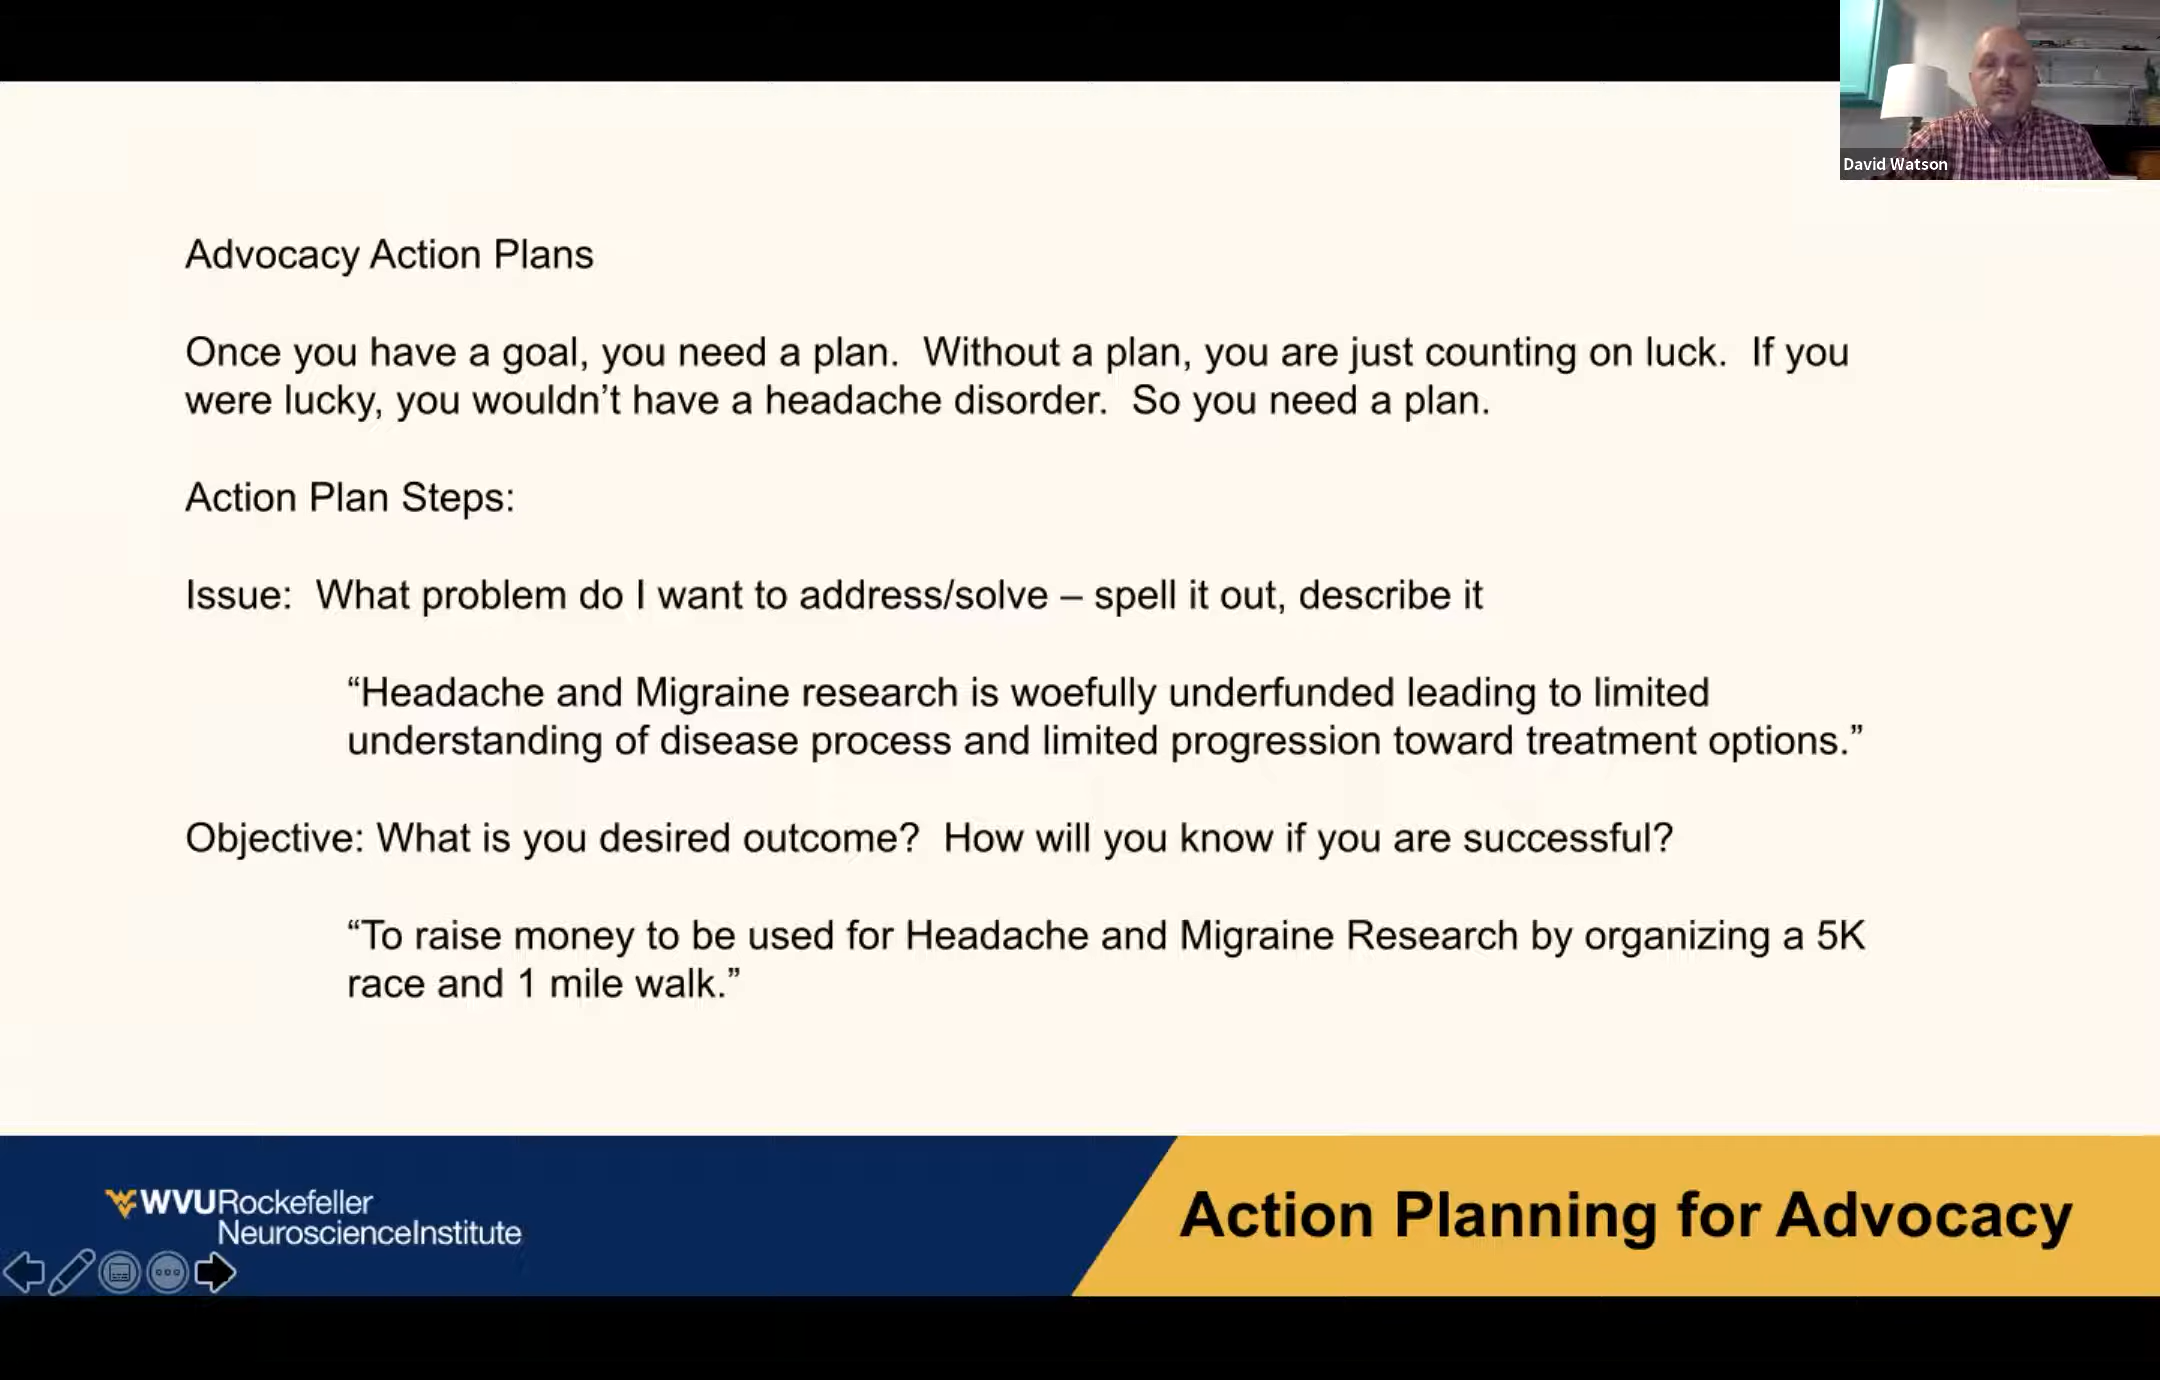 David Watson
Advocacy Action Plans
Once you have a goal, you need a plan.  Without a plan, you are just counting on luck.  If you
were lucky, you wouldn’t have a headache disorder.  So you need a plan.
Action Plan Steps:
Issue:  What problem do I want to address/solve – spell it out, describe it
“Headache and Migraine research is woefully underfunded leading to limited
understanding of disease process and limited progression toward treatment options.”
Objective: What is you desired outcome?  How will you know if you are successful?
“To raise money to be used for Headache and Migraine Research by organizing a 5K
race and 1 mile walk.”
WVURockefeller
NeuroscienceInstitute
Action Planning for Advocacy